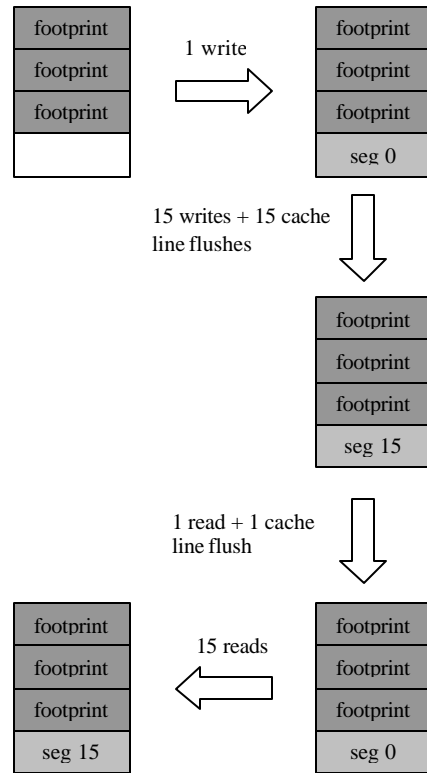 footprint
footprint
footprint
1 write
footprint
footprint
footprint
seg 0
15 writes + 15 cache
line flushes
footprint
footprint
footprint
seg 15
1 read + 1 cache
line flush
footprint
footprint
footprint
seg 15
15 reads
footprint
footprint
footprint
seg 0